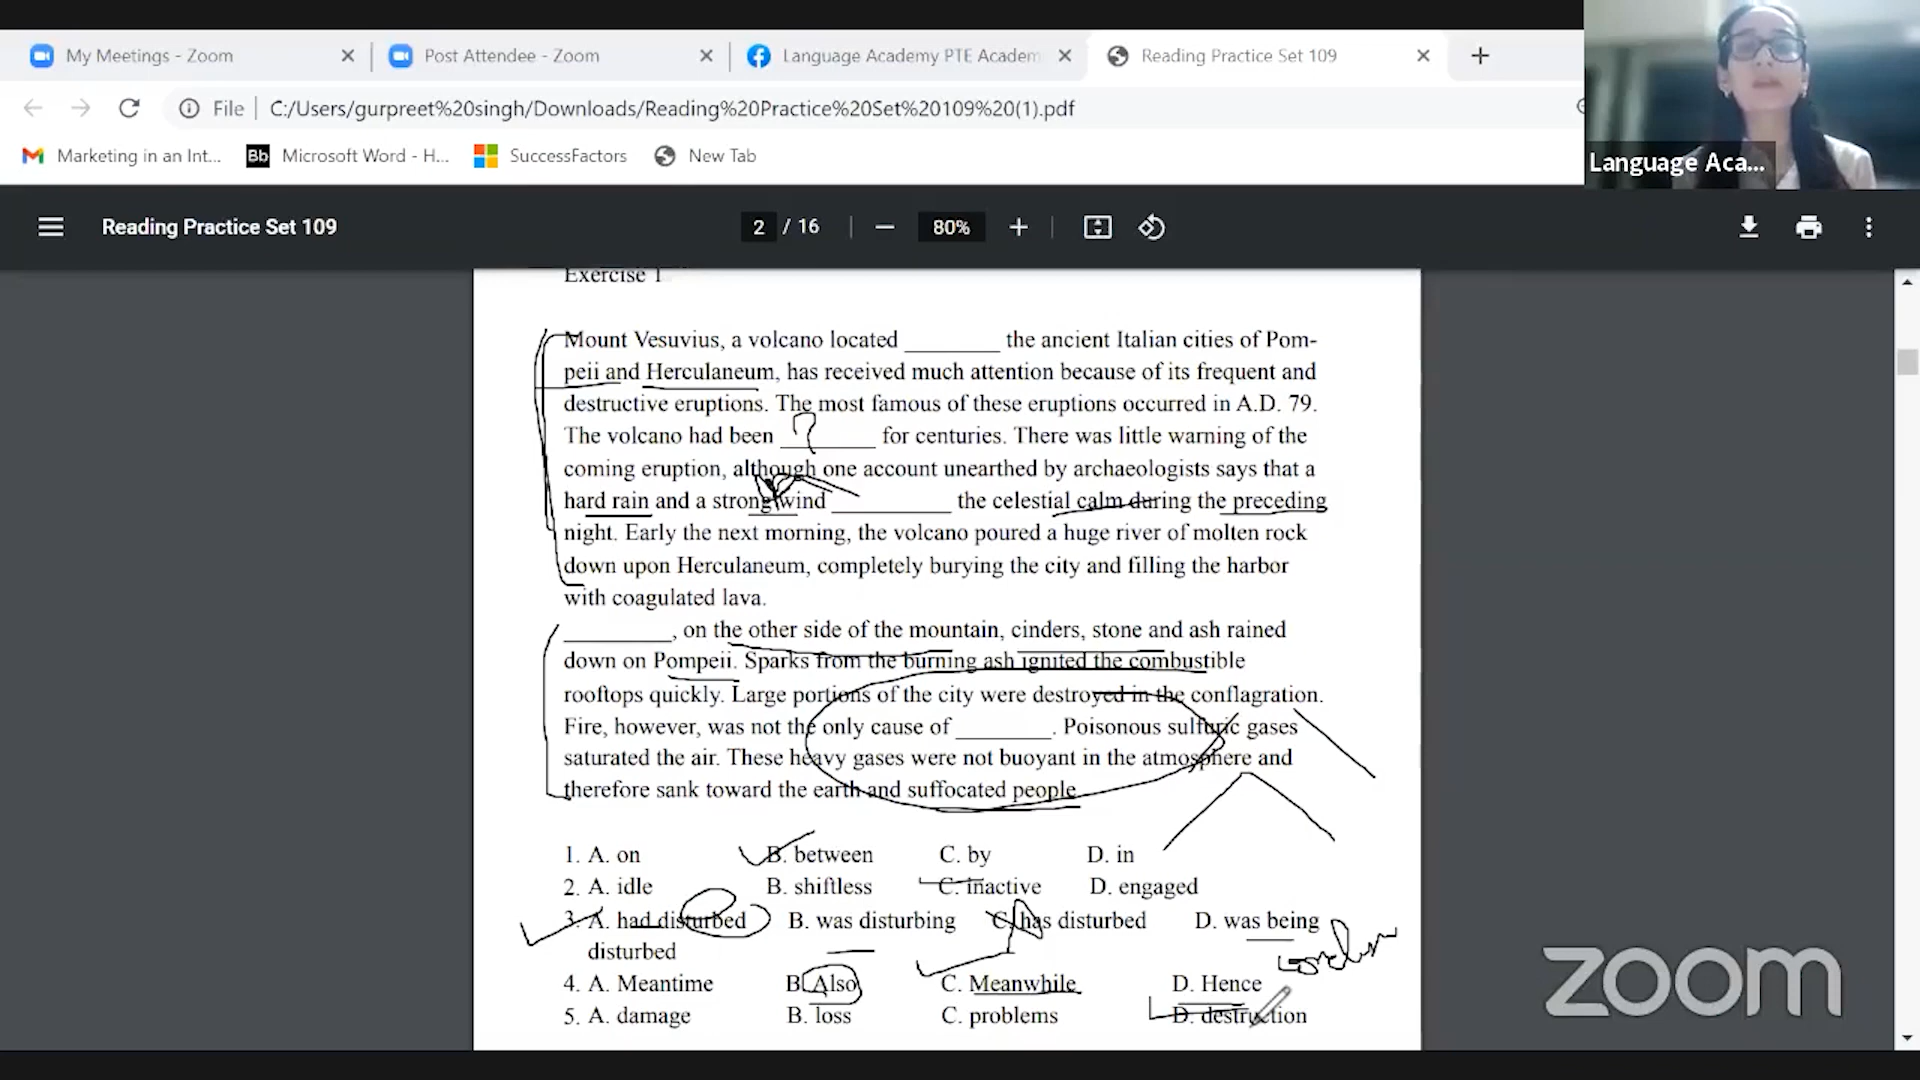 My Meetings - Zoom
Post Attendee - Zoom
Language Academy PTE Academ
Reading Practice Set 109
File
C:/Users/gurpreet%20singh/Downloads/Reading%20Practice%20Set%20109%20(1).pdf
Marketing in an Int...
Bb Microsoft Word - H...
SuccessFactors
New Tab
Language Aca...
Reading Practice Set 109
2 / 16
80%
Exercise 1
Mount Vesuvius, a volcano located ________ the ancient Italian cities of Pom-
peii and Herculaneum, has received much attention because of its frequent and
destructive eruptions. The most famous of these eruptions occurred in A.D. 79.
The volcano had been ________ for centuries. There was little warning of the
?
coming eruption, although one account unearthed by archaeologists says that a
hard rain and a strong wind __________ the celestial calm during the preceding
night. Early the next morning, the volcano poured a huge river of molten rock
down upon Herculaneum, completely burying the city and filling the harbor
with coagulated lava.
_________, on the other side of the mountain, cinders, stone and ash rained
down on Pompeii. Sparks from the burning ash ignited the combustible
rooftops quickly. Large portions of the city were destroyed in the conflagration.
Fire, however, was not the only cause of ________. Poisonous sulfuric gases
saturated the air. These heavy gases were not buoyant in the atmosphere and
therefore sank toward the earth and suffocated people
1. A. on B. between C. by D. in
2. A. idle B. shiftless C. inactive D. engaged
3. A. had disturbed B. was disturbing C. has disturbed D. was being
disturbed
4. A. Meantime B. Also C. Meanwhile D. Hence
5. A. damage B. loss C. problems D. destruction
zoom